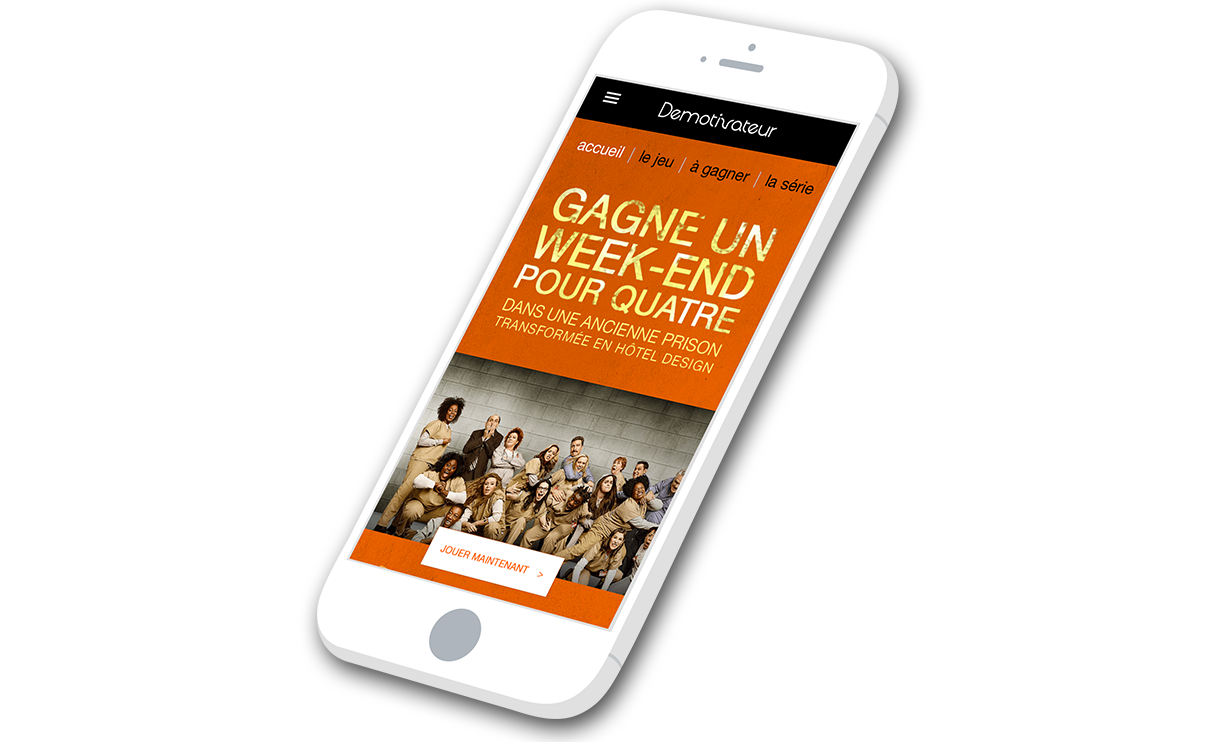 Demotivateur
accueil | le jeu | à gagner | la série
GAGNE UN
WEEK-END
POUR QUATRE
DANS UNE ANCIENNE PRISON
TRANSFORMÉE EN HÔTEL DESIGN
JOUER MAINTENANT >